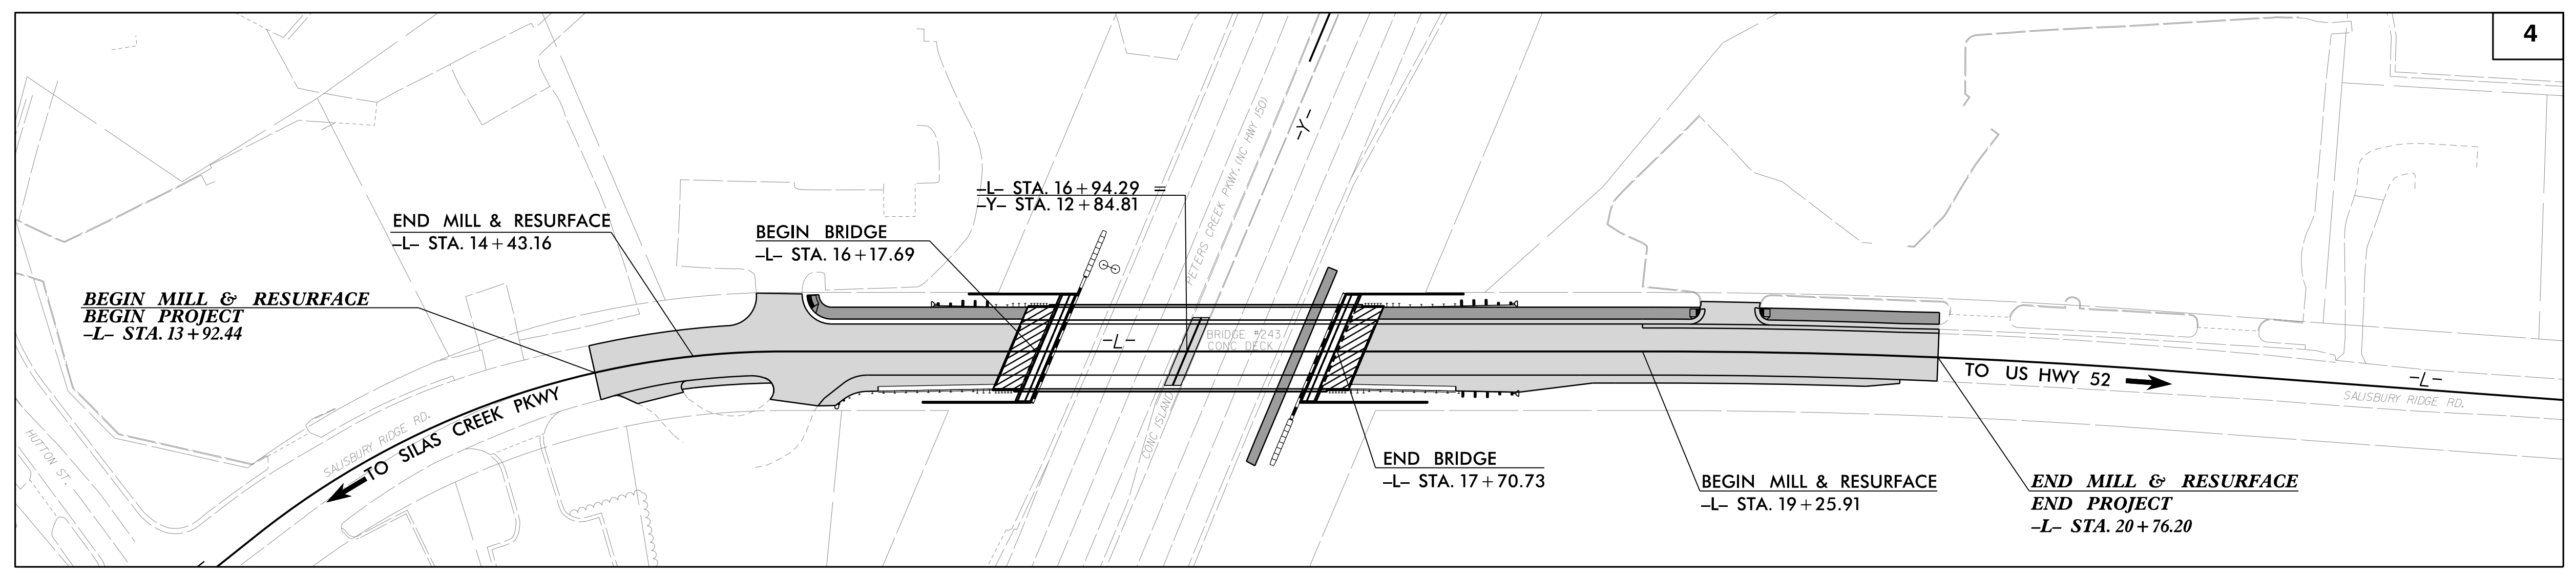 4
–L– STA. 16+94.29 =
–Y– STA. 12+84.81
PETERS CREEK PKWY. (NC HWY 150)
–Y–
END MILL & RESURFACE
–L– STA. 14+43.16
BEGIN BRIDGE
–L– STA. 16+17.69
BEGIN MILL & RESURFACE
BEGIN PROJECT
–L– STA. 13+92.44
–L–
BRIDGE #243
CONC DECK
TO US HWY 52
–L–
SALISBURY RIDGE RD.
HUTTON ST.
SALISBURY RIDGE RD.
TO SILAS CREEK PKWY
CONC ISLAND
END BRIDGE
–L– STA. 17+70.73
BEGIN MILL & RESURFACE
–L– STA. 19+25.91
END MILL & RESURFACE
END PROJECT
–L– STA. 20+76.20